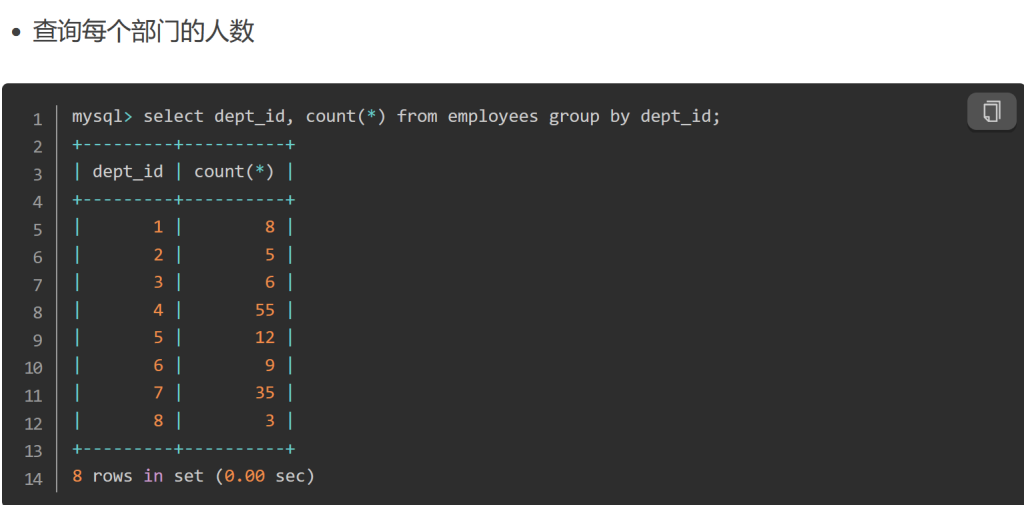 • 查询每个部门的人数
1 mysql> select dept_id, count(*) from employees group by dept_id;
2 +---------+----------+
3 | dept_id | count(*) |
4 +---------+----------+
5 |       1 |        8 |
6 |       2 |        5 |
7 |       3 |        6 |
8 |       4 |       55 |
9 |       5 |       12 |
10 |       6 |        9 |
11 |       7 |       35 |
12 |       8 |        3 |
13 +---------+----------+
14 8 rows in set (0.00 sec)